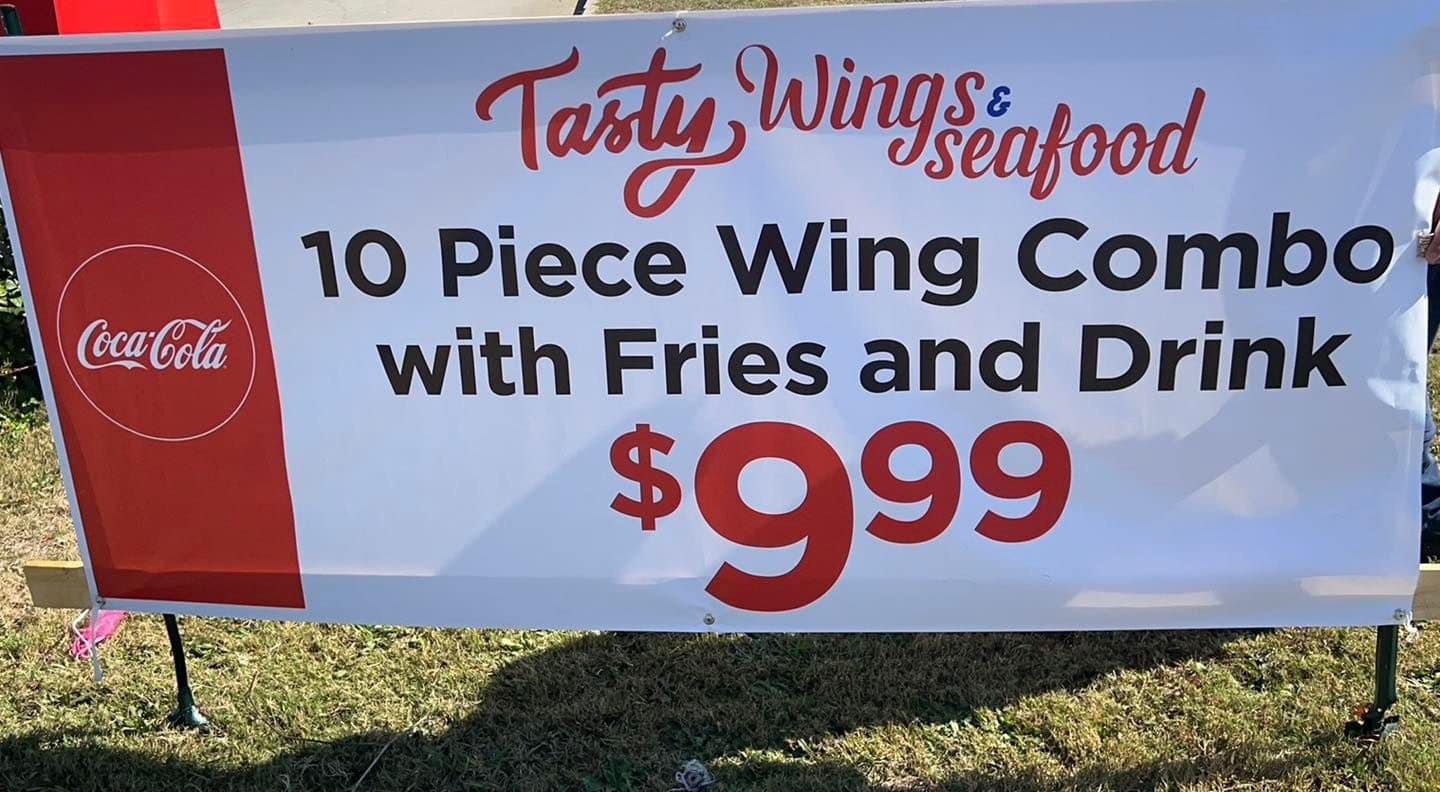 Tasty Wings &
seafood
10 Piece Wing Combo
with Fries and Drink
$999
Coca-Cola